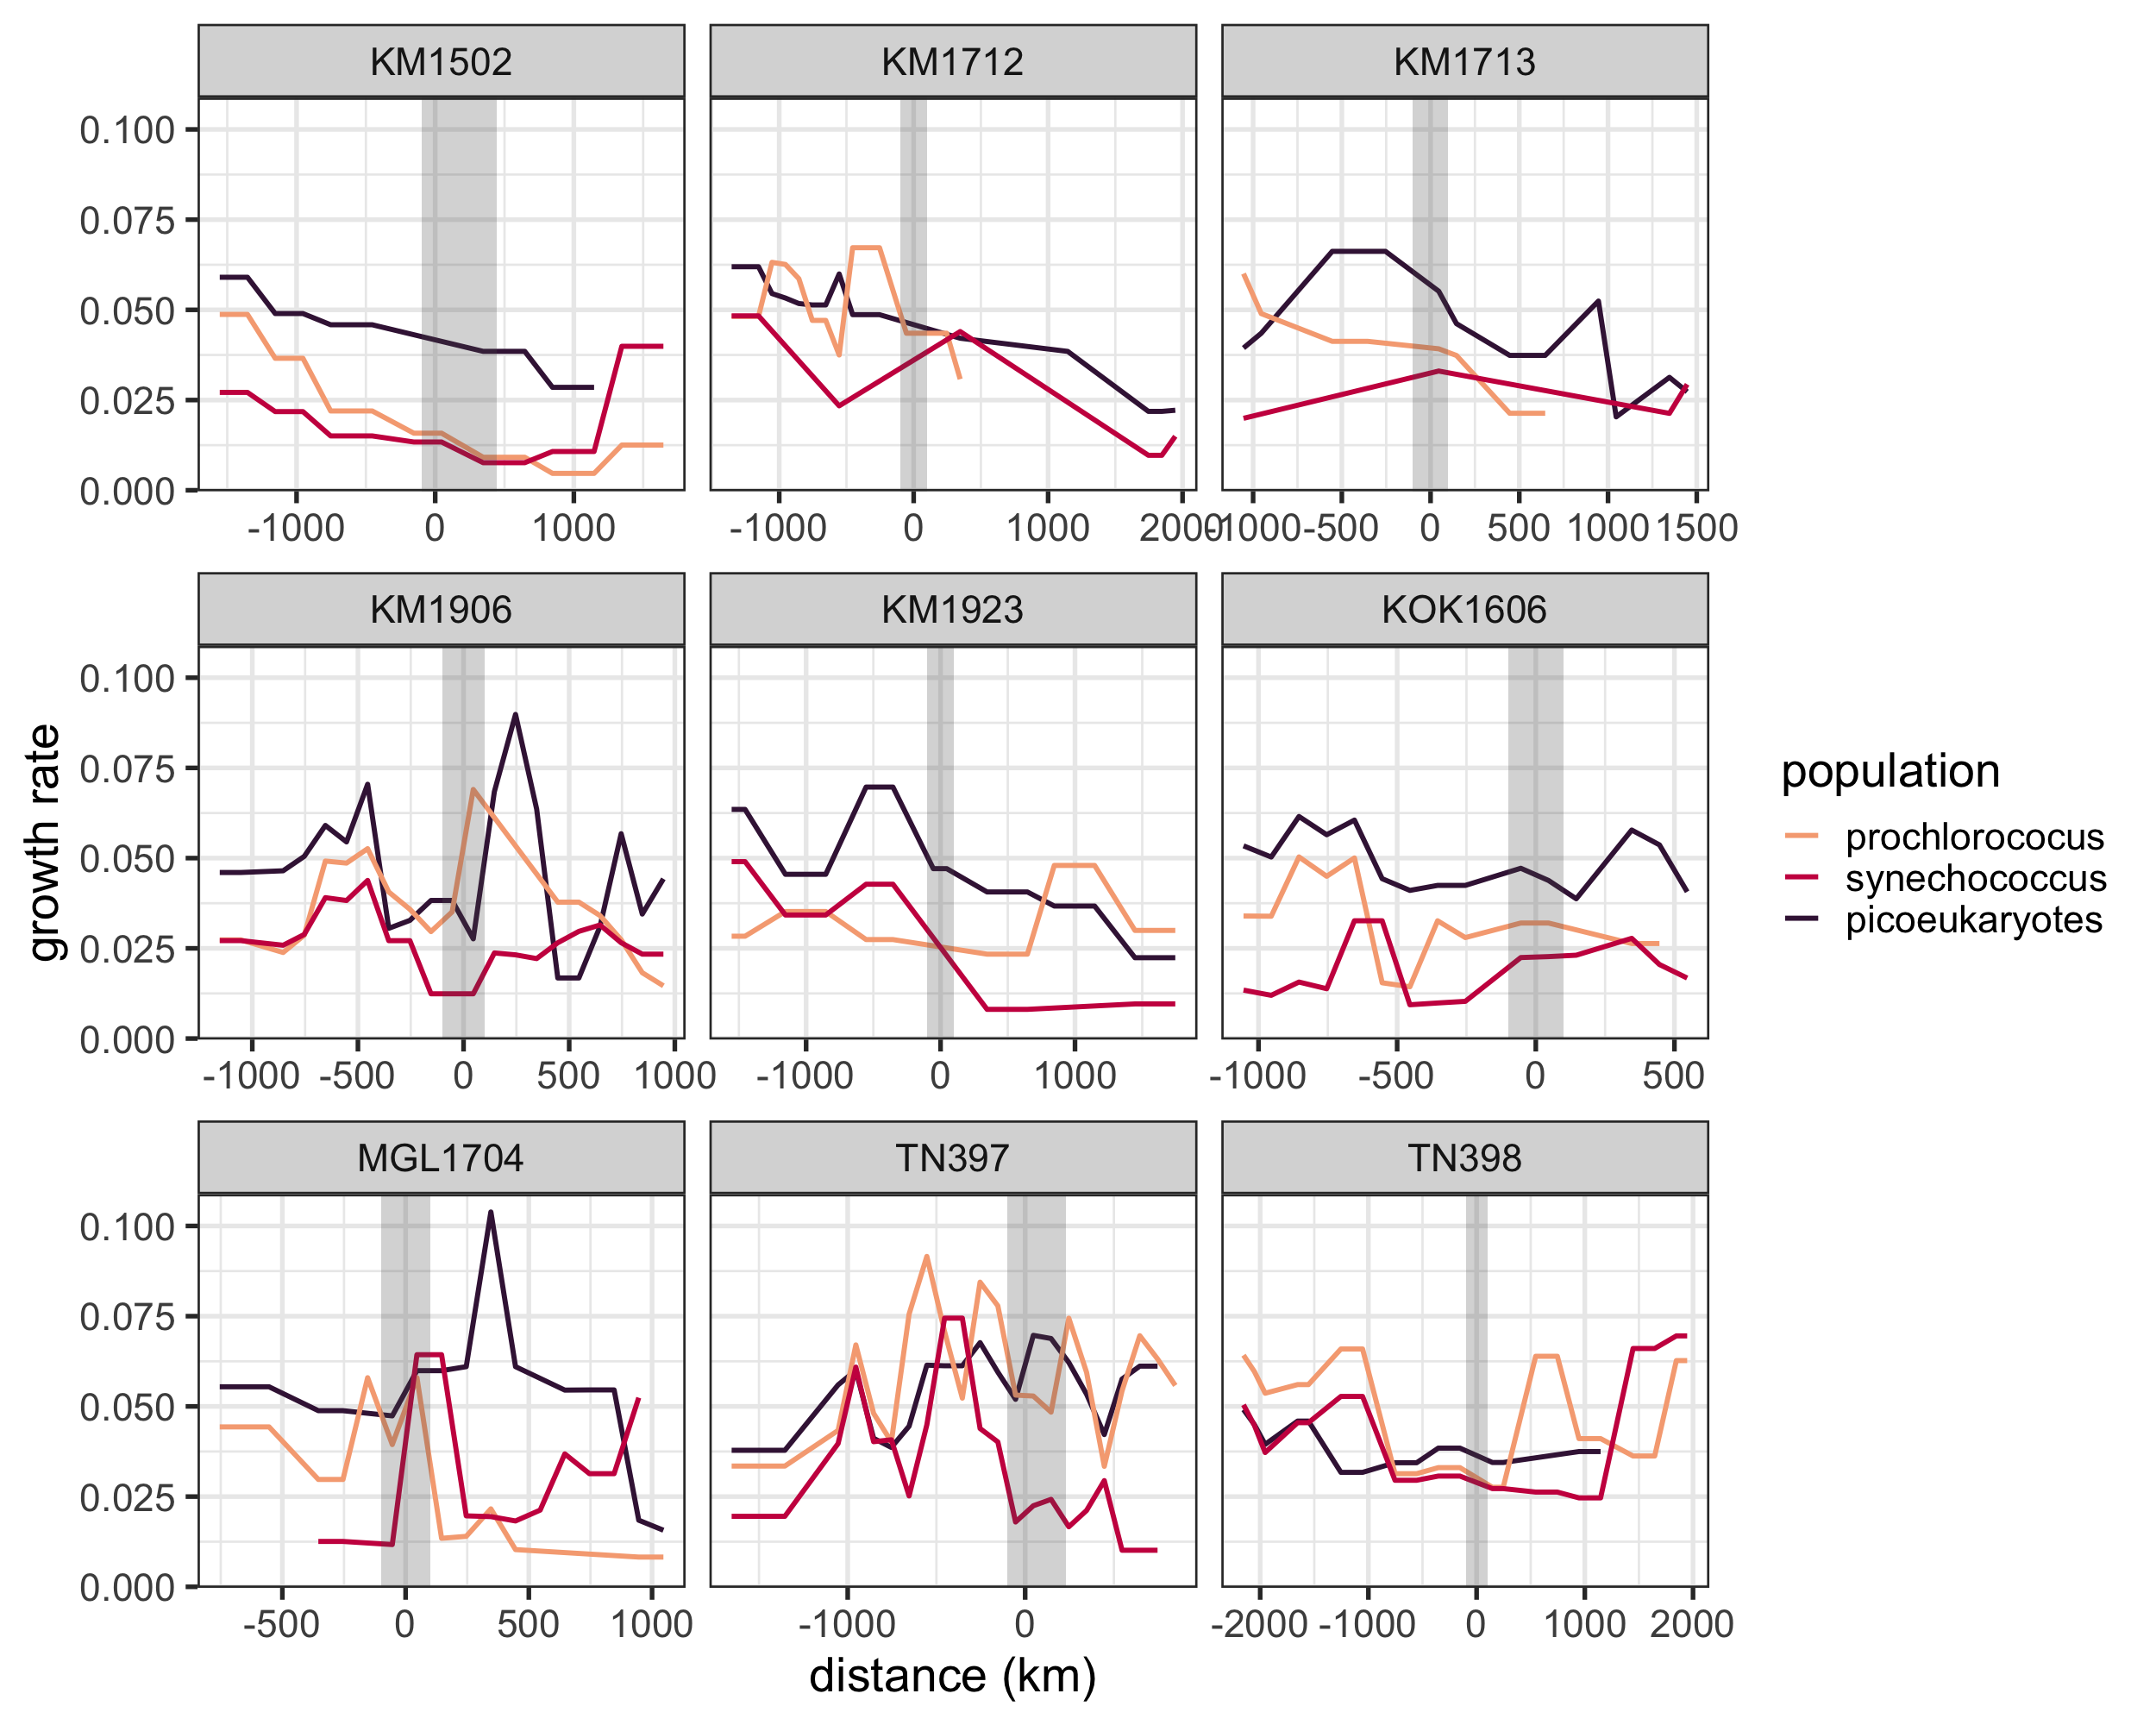 KM1502 KM1712 KM1713
0.100
0.075
0.050
0.025
0.000
-1000 0 1000 -1000 0 1000 2000 -1000 -500 0 500 1000 1500
KM1906 KM1923 KOK1606
0.100
0.075
0.050
0.025
0.000
-1000 -500 0 500 1000 -1000 0 1000 -1000 -500 0 500
MGL1704 TN397 TN398
0.100
0.075
0.050
0.025
0.000
-500 0 500 1000 -1000 0 -2000 -1000 0 1000 2000
distance (km)
growth rate
population
prochlorococus
synechococcus
picoeukaryotes